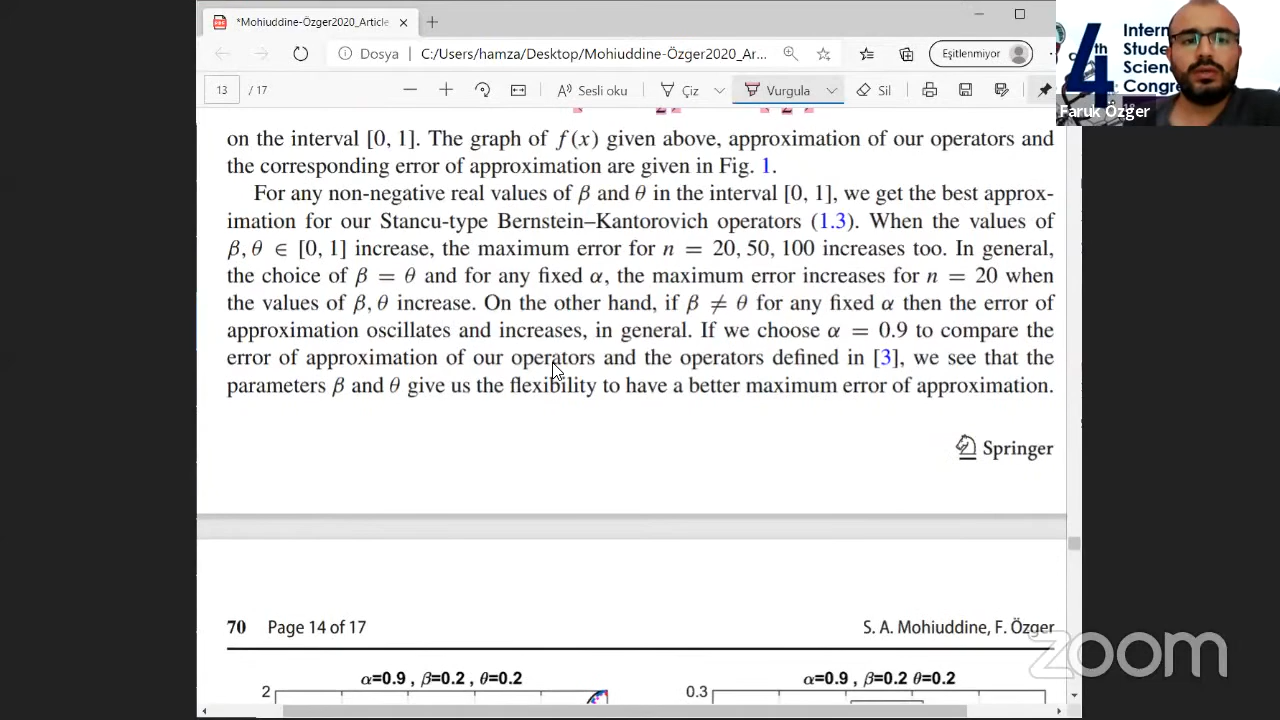 *Mohiuddine-Özger2020_Article
Dosya
C:/Users/hamza/Desktop/Mohiuddine-Özger2020_Ar...
Eşitlenmiyor
13 / 17
A Sesli oku
Çiz
Vurgula
Sil
on the interval [0, 1]. The graph of f(x) given above, approximation of our operators and
the corresponding error of approximation are given in Fig. 1.
For any non-negative real values of β and θ in the interval [0, 1], we get the best approx-
imation for our Stancu-type Bernstein–Kantorovich operators (1.3). When the values of
β, θ ∈ [0, 1] increase, the maximum error for n = 20, 50, 100 increases too. In general,
the choice of β = θ and for any fixed α, the maximum error increases for n = 20 when
the values of β, θ increase. On the other hand, if β ≠ θ for any fixed α then the error of
approximation oscillates and increases, in general. If we choose α = 0.9 to compare the
error of approximation of our operators and the operators defined in [3], we see that the
parameters β and θ give us the flexibility to have a better maximum error of approximation.
Springer
70 Page 14 of 17
S. A. Mohiuddine, F. Özger
α=0.9 , β=0.2 , θ=0.2
2
α=0.9 , β=0.2 θ=0.2
0.3
4th
Intern
Stude
Scien
Congr
Faruk Özger
zoom